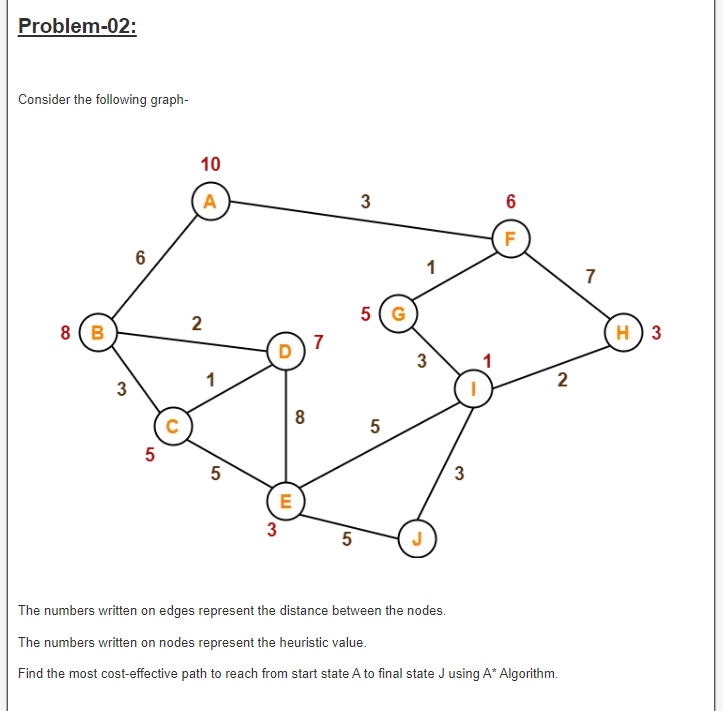 Problem-02:
Consider the following graph-
10
A
3
6
F
6
1
7
8 B
2
5 G
H 3
D 7
3
1
3
1
I
2
C
8
5
5
5
3
E
3
5
J
The numbers written on edges represent the distance between the nodes.
The numbers written on nodes represent the heuristic value.
Find the most cost-effective path to reach from start state A to final state J using A* Algorithm.